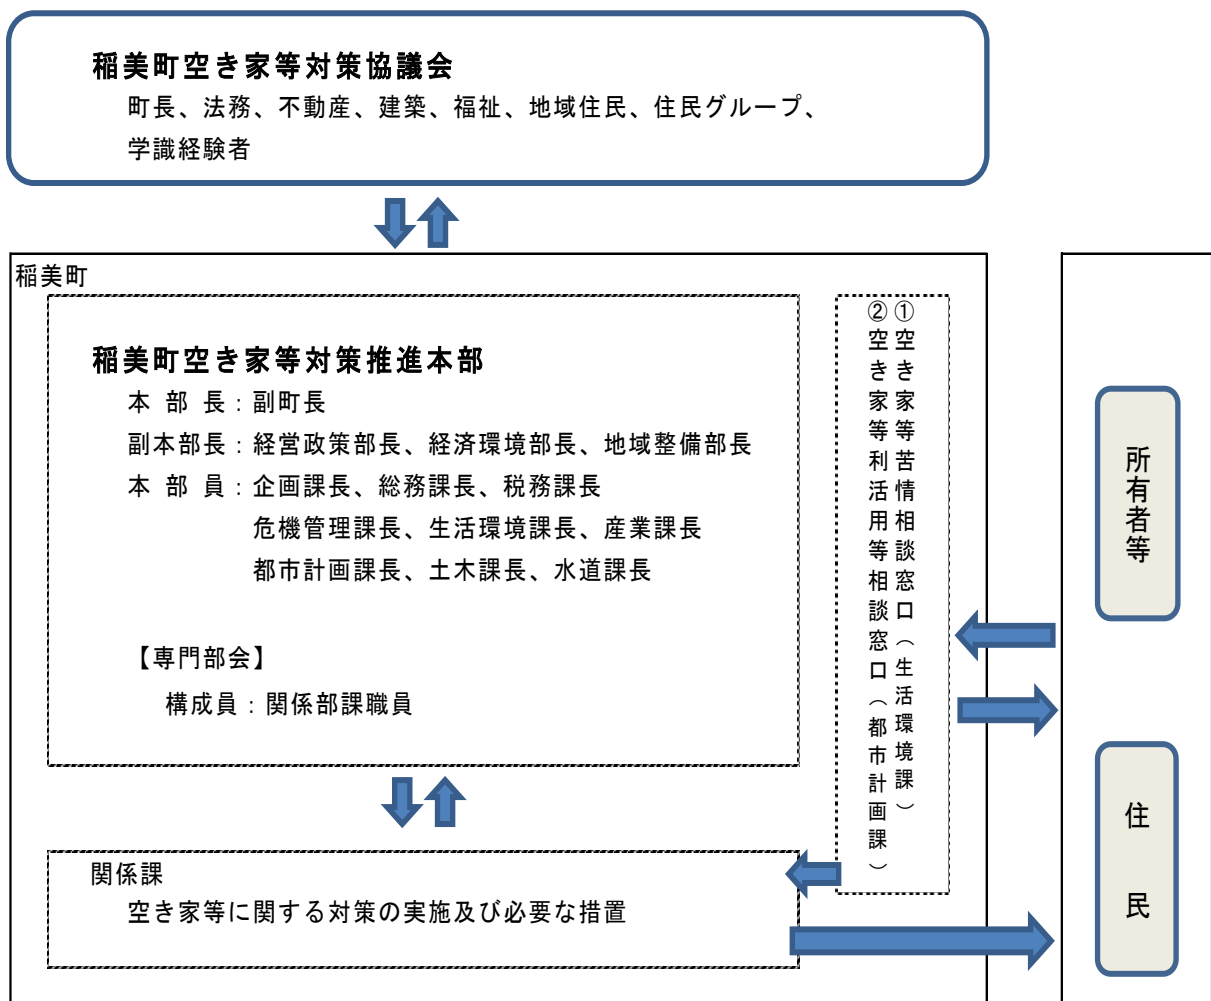 稲美町空き家等対策協議会
町長、法務、不動産、建築、福祉、地域住民、住民グループ、
学識経験者
稲美町
稲美町空き家等対策推進本部
本 部 長：副町長
副本部長：経営政策部長、経済環境部長、地域整備部長
本 部 員：企画課長、総務課長、税務課長
危機管理課長、生活環境課長、産業課長
都市計画課長、土木課長、水道課長
【専門部会】
構成員：関係部課職員
①空き家等苦情相談窓口（生活環境課）
②空き家等利活用等相談窓口（都市計画課）
関係課
空き家等に関する対策の実施及び必要な措置
所有者等
住 民